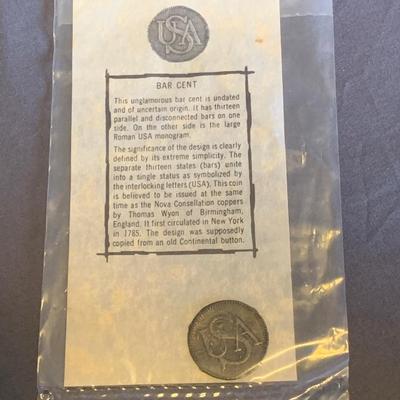 USA
BAR CENT
This unglamorous bar cent is undated
and of uncertain origin. It has thirteen
parallel and disconnected bars on one
side. On the other side is the large
Roman USA monogram.
The significance of the design is clearly
defined by its extreme simplicity. The
separate thirteen states (bars) unite
into a single status as symbolized by
the interlocking letters (USA). This coin
is believed to be issued at the same
time as the Nova Consellation coppers
by Thomas Wyon of Birmingham,
England. It first circulated in New York
in 1785. The design was supposedly
copied from an old Continental button.
USA